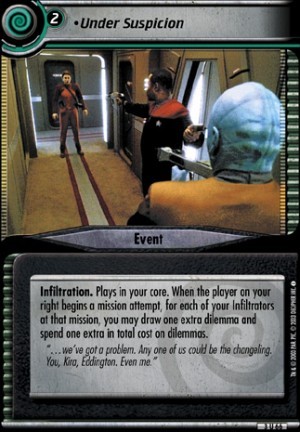 2
•Under Suspicion
Event
Infiltration. Plays in your core. When the player on
your right begins a mission attempt, for each of your Infiltrators
at that mission, you may draw one extra dilemma and
spend one extra in total cost on dilemmas.
"…we've got a problem. Any one of us could be the changeling.
You, Kira, Eddington. Even me."
3 U 66